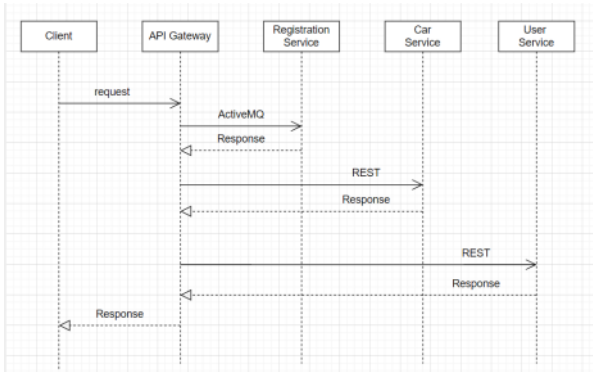 Client
API Gateway
Registration
Service
Car
Service
User
Service
request
ActiveMQ
Response
REST
Response
REST
Response
Response